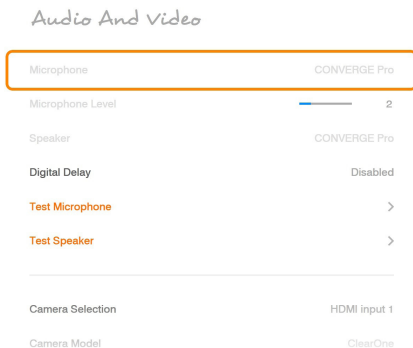 Audio And Video
Microphone CONVERGE Pro
Microphone Level 2
Speaker CONVERGE Pro
Digital Delay Disabled
Test Microphone >
Test Speaker >
Camera Selection HDMI input 1
Camera Model ClearOne